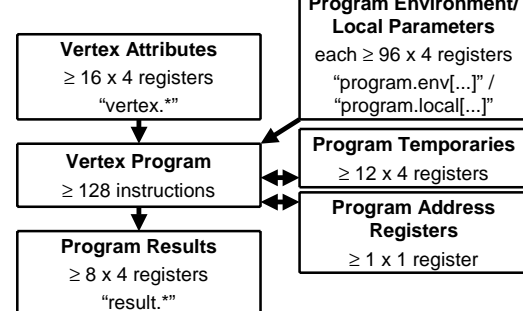 Program Environment/
Local Parameters
each ≥ 96 x 4 registers
“program.env[...]” /
“program.local[...]”
Vertex Attributes
≥ 16 x 4 registers
“vertex.*”
Vertex Program
≥ 128 instructions
Program Temporaries
≥ 12 x 4 registers
Program Address
Registers
≥ 1 x 1 register
Program Results
≥ 8 x 4 registers
“result.*”